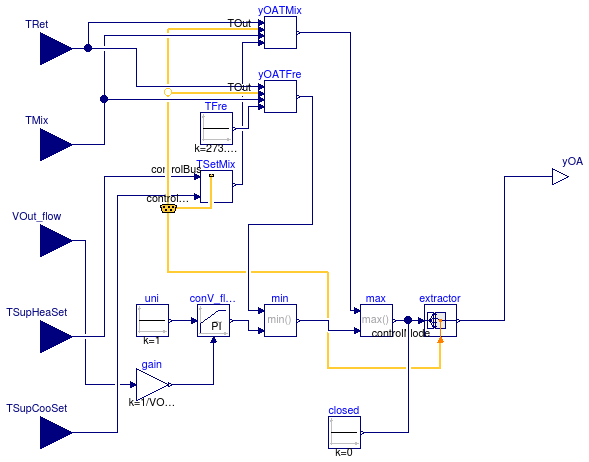 TRet
yOATMix
TOut
yOATFre
TOut
TFre
k=273....
TMix
TSetMix
controlBus
control...
yOA
VOut_flow
TSupHeaSet
uni
k=1
conV_fl...
PI
min
min()
max
max()
extractor
controlMode
gain
k=1/VO...
TSupCooSet
closed
k=0